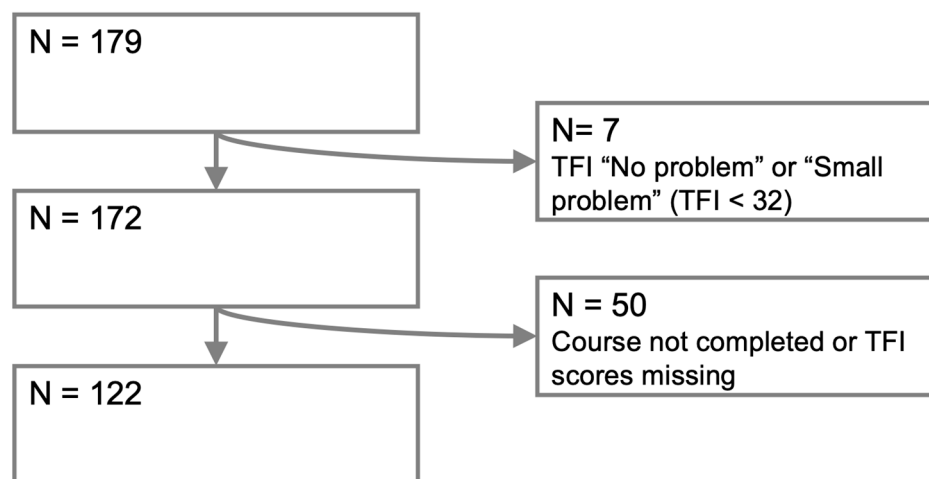 N = 179
N= 7
TFI “No problem” or “Small
problem” (TFI < 32)
N = 172
N = 50
Course not completed or TFI
scores missing
N = 122